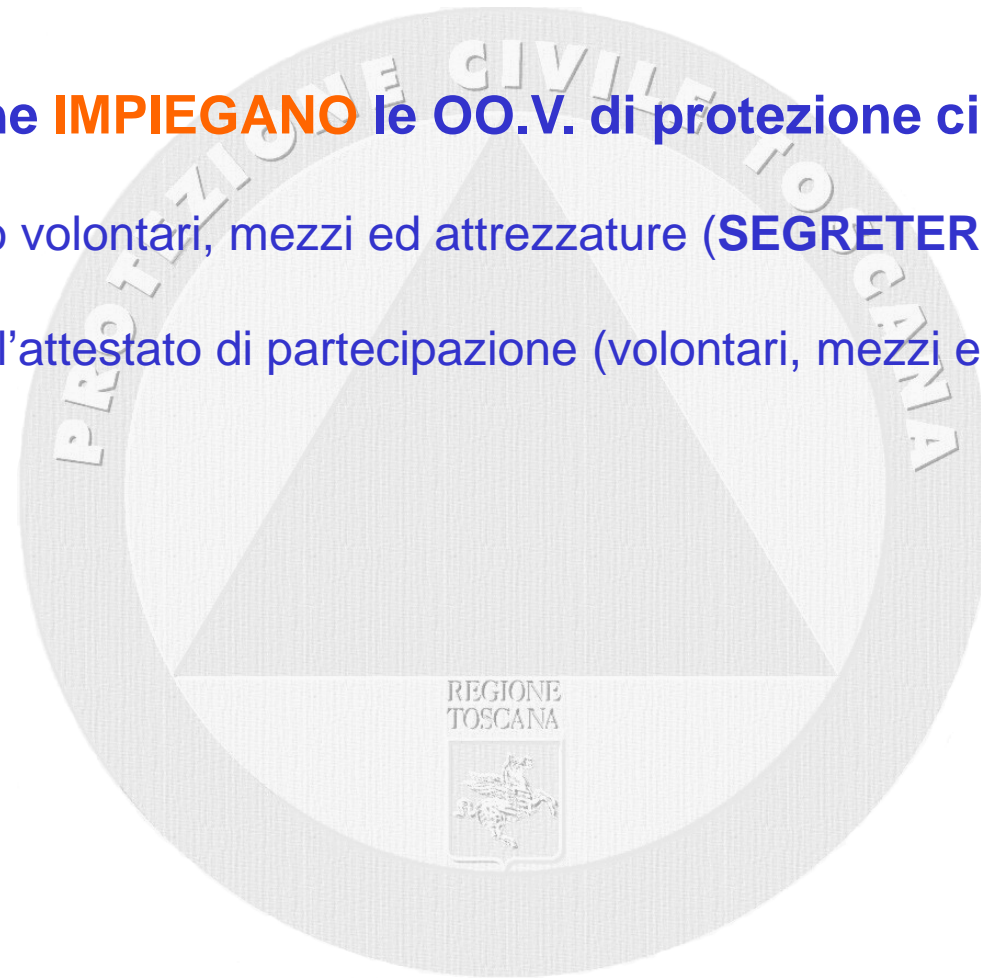 ne IMPIEGANO le OO.V. di protezione ci
o volontari, mezzi ed attrezzature (SEGRETER
l'attestato di partecipazione (volontari, mezzi e
PROTEZIONE CIVILE TOSCANA
REGIONE
TOSCANA